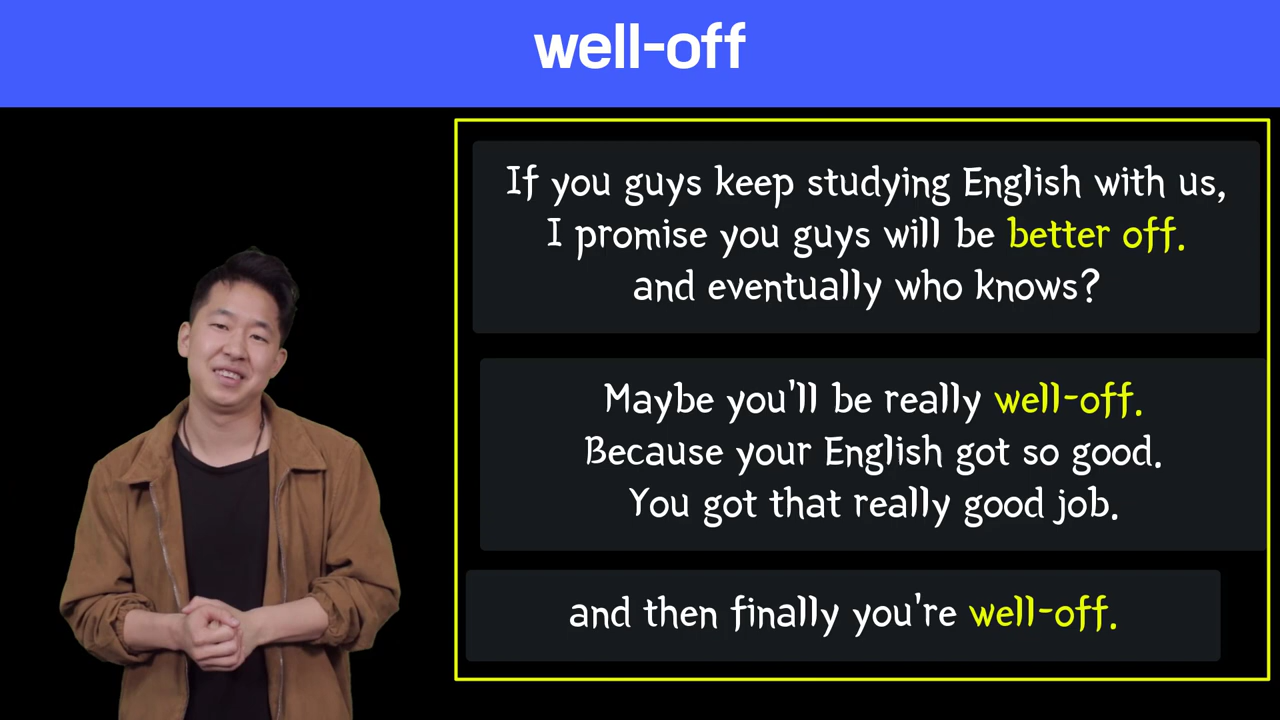 well-off
If you guys keep studying English with us,
I promise you guys will be better off.
and eventually who knows?
Maybe you'll be really well-off.
Because your English got so good.
You got that really good job.
and then finally you're well-off.